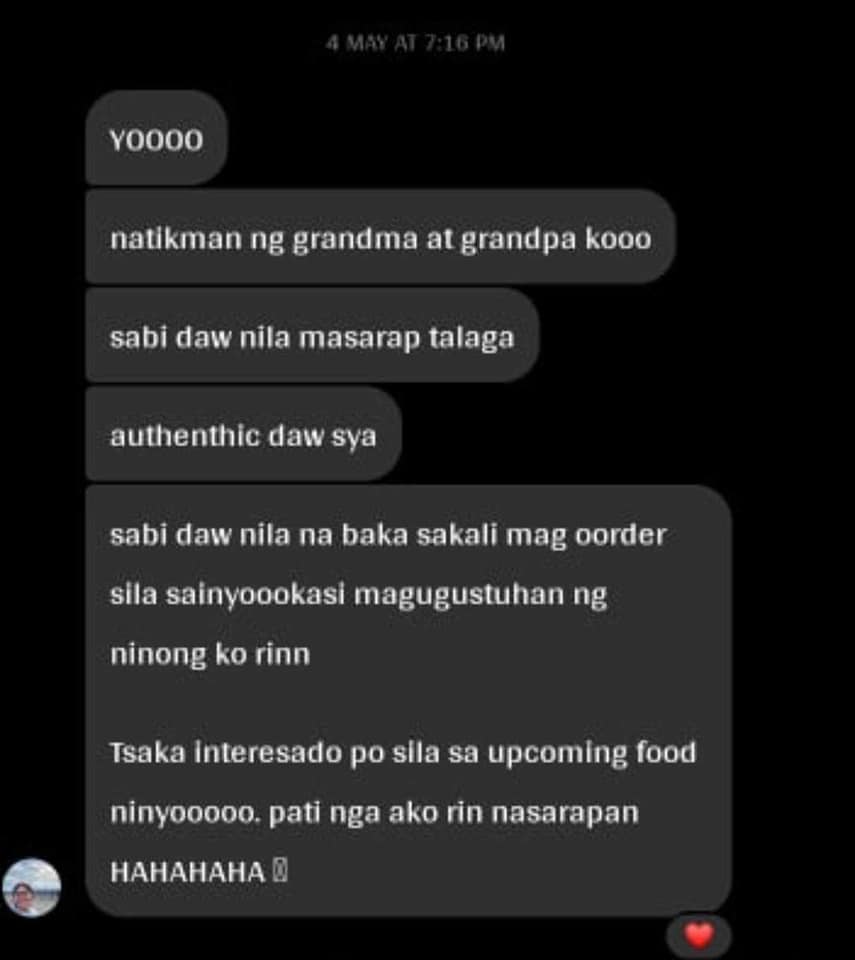 4 MAY AT 7:16 PM
YOOOO
natikman ng grandma at grandpa kooo
sabi daw nila masarap talaga
authenthic daw sya
sabi daw nila na baka sakali mag oorder
sila sainyoookasi magugustuhan ng
ninong ko rinn
Tsaka interesado po sila sa upcoming food
ninyooooo. pati nga ako rin nasarapan
HAHAHAHA